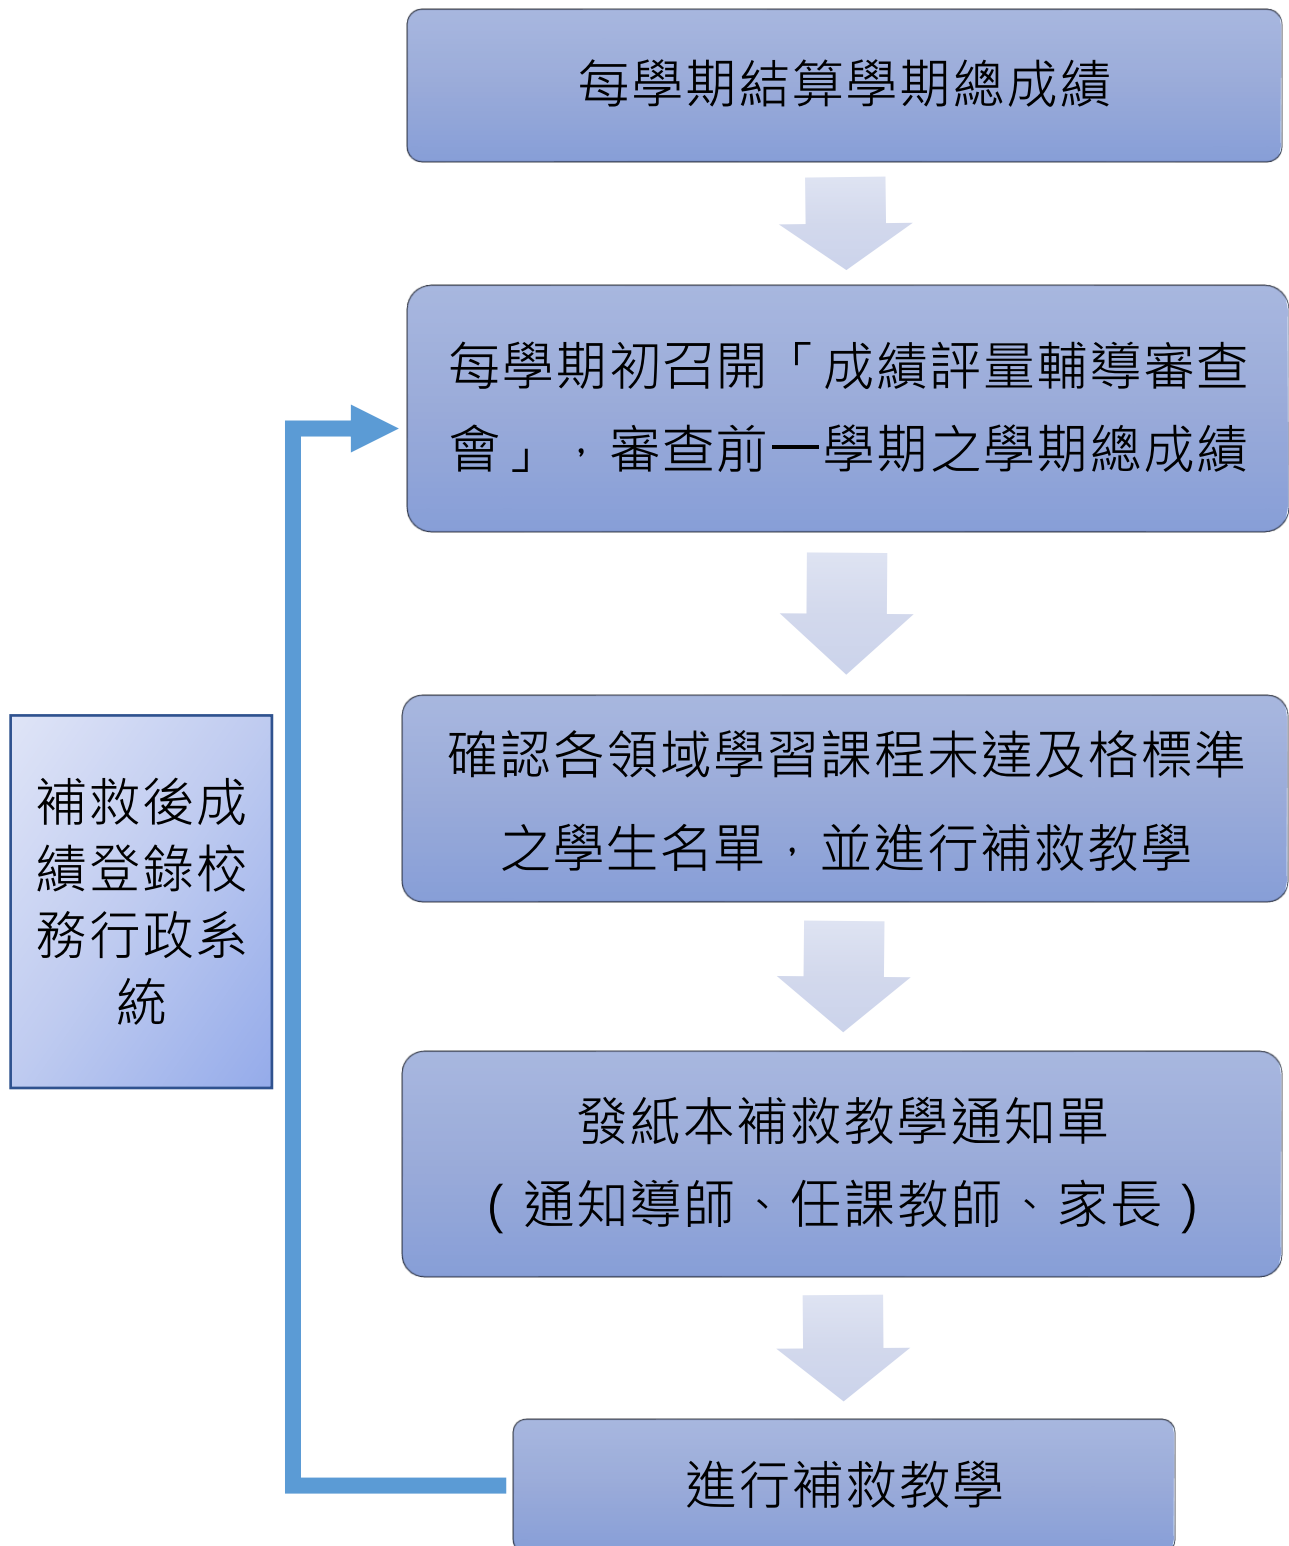 每學期結算學期總成績
每學期初召開「成績評量輔導審查
會」，審查前一學期之學期總成績
確認各領域學習課程未達及格標準
之學生名單，並進行補救教學
補救後成
績登錄校
務行政系
統
發紙本補救教學通知單
（通知導師、任課教師、家長）
進行補救教學